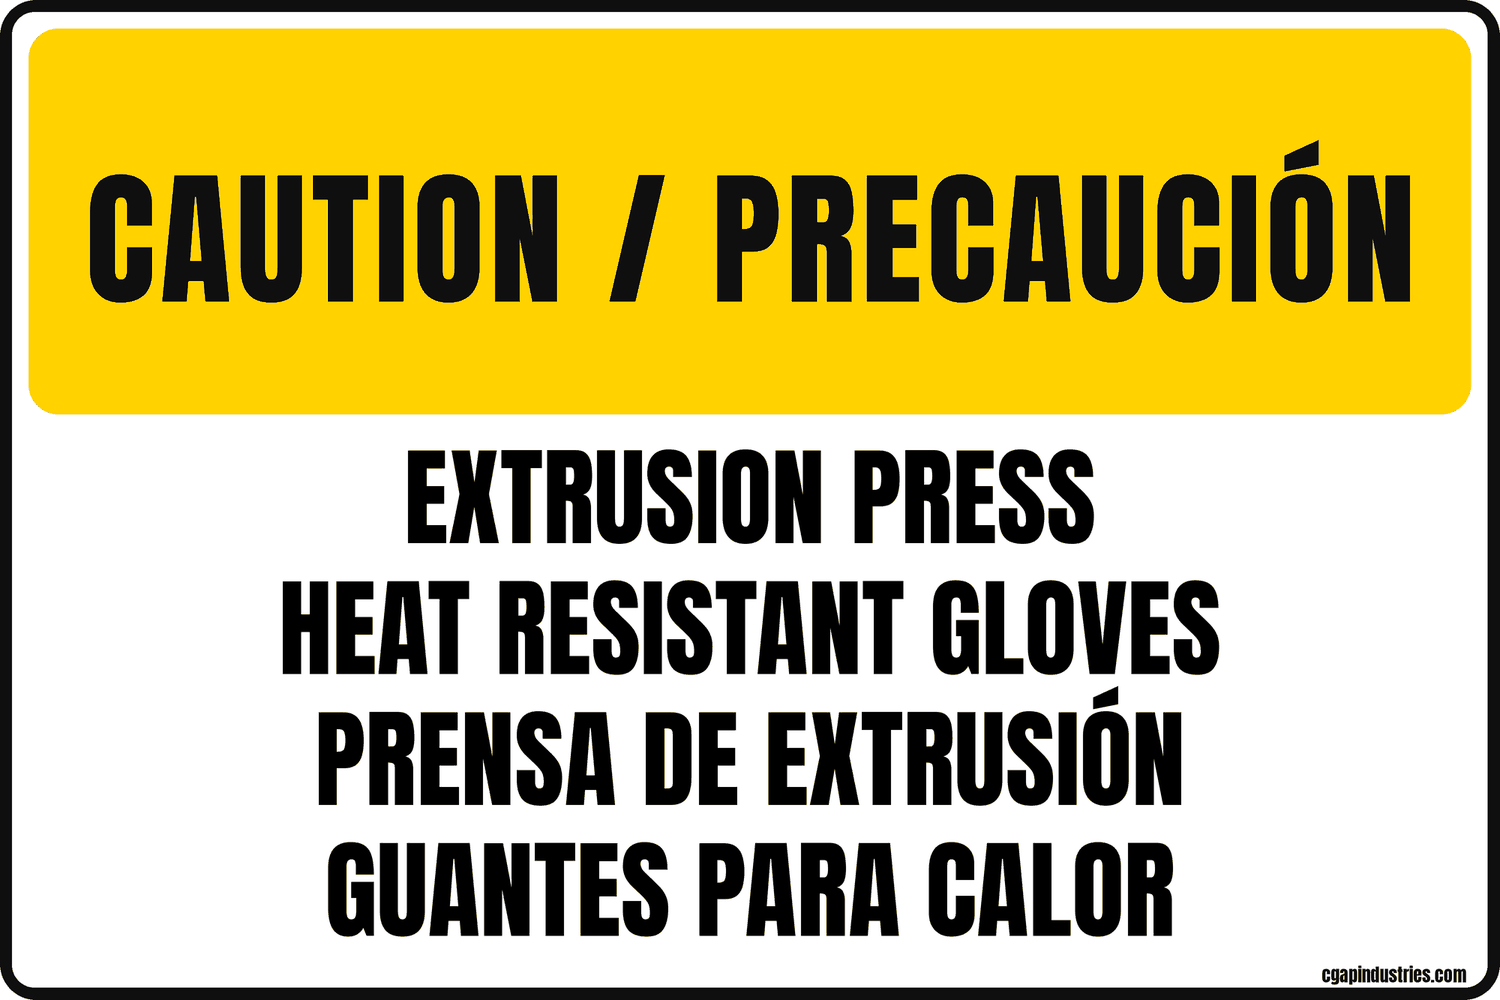 CAUTION / PRECAUCIÓN
EXTRUSION PRESS
HEAT RESISTANT GLOVES
PRENSA DE EXTRUSIÓN
GUANTES PARA CALOR
cgapindustries.com